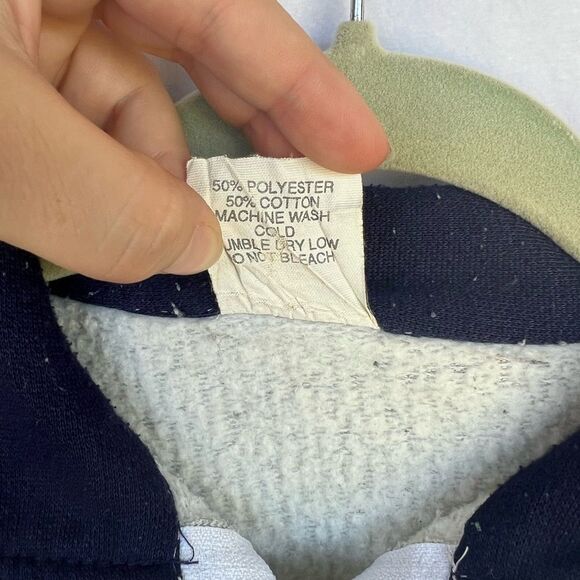 50% POLYESTER
50% COTTON
MACHINE WASH
COLD
UMBLE DRY LOW
O NOT BLEACH